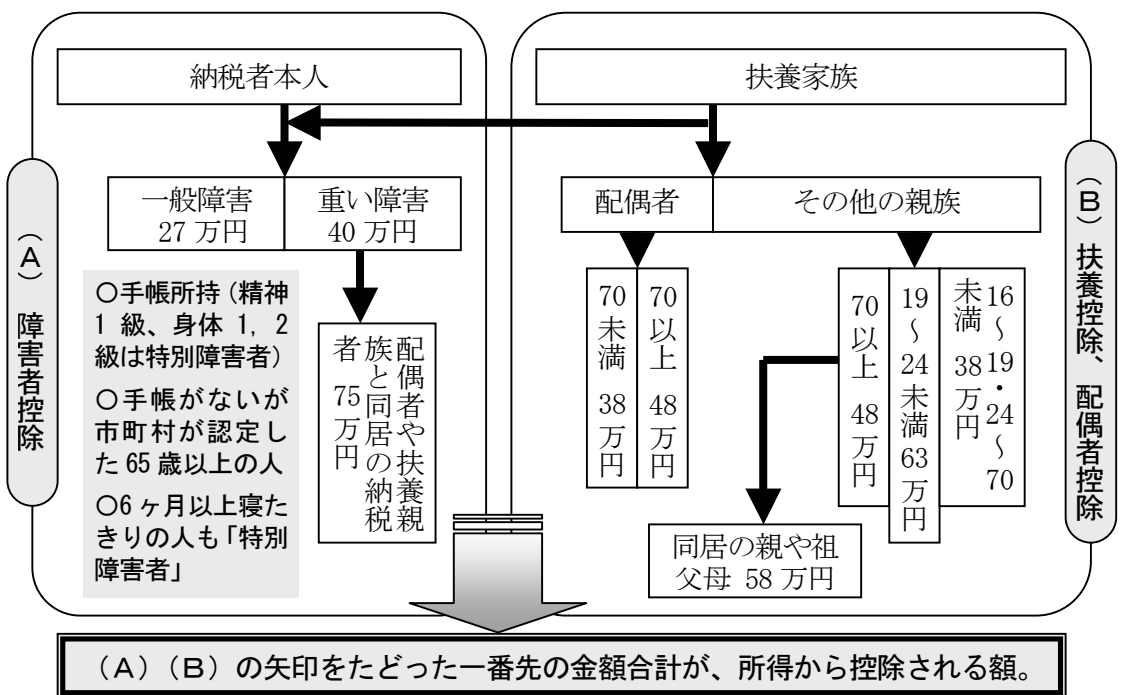 納税者本人
扶養家族
(A) 障害者控除
一般障害
27 万円
重い障害
40 万円
○手帳所持(精神
1 級、身体 1, 2
級は特別障害者)
○手帳がないが
市町村が認定し
た 65 歳以上の人
○6 ヶ月以上寝た
きりの人も「特別
障害者」
配偶者や扶養親
族と同居の納税
者 75万円
配偶者
その他の親族
70未満 38万円
70以上 48万円
70以上 48万円
19~24未満63万円
16~19・24~70
未満 38万円
同居の親や祖
父母 58 万円
(B) 扶養控除、配偶者控除
(A)(B)の矢印をたどった一番先の金額合計が、所得から控除される額。